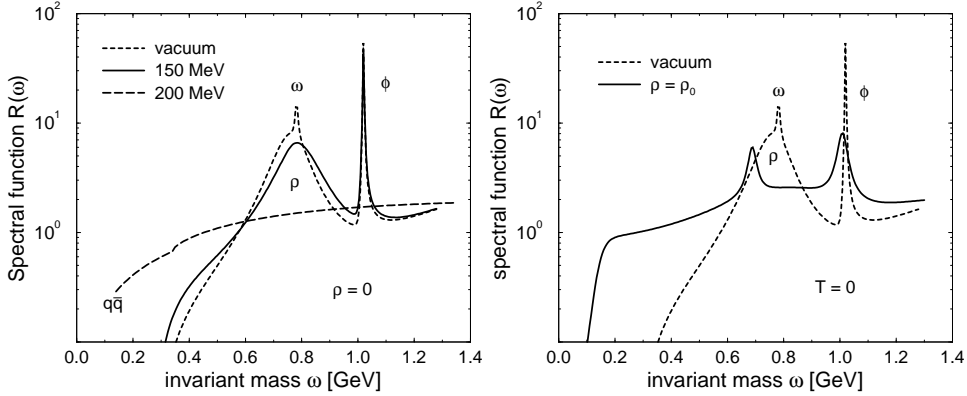 10²
10¹
10⁰
Spectral function R(ω)
vacuum
150 MeV
200 MeV
ω
ϕ
ρ
qq̅
ρ = 0
0.0 0.2 0.4 0.6 0.8 1.0 1.2 1.4
invariant mass ω [GeV]
10²
10¹
10⁰
spectral function R(ω)
vacuum
ρ = ρ₀
ω
ϕ
ρ
T = 0
0.0 0.2 0.4 0.6 0.8 1.0 1.2 1.4
invariant mass ω [GeV]